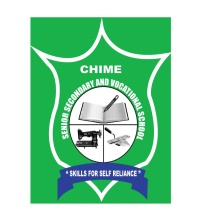 CHIME
SENIOR SECONDARY AND VOCATIONAL SCHOOL
" SKILLS FOR SELF RELIANCE "